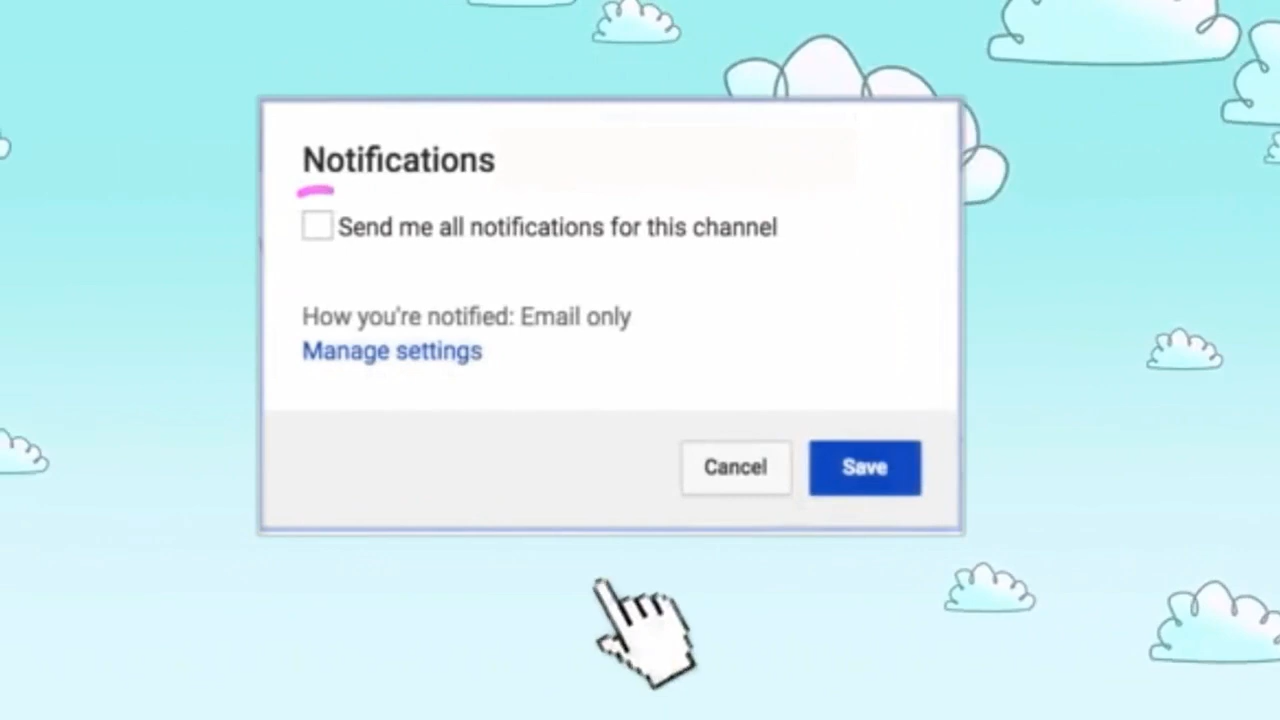 Notifications
Send me all notifications for this channel
How you're notified: Email only
Manage settings
Cancel
Save